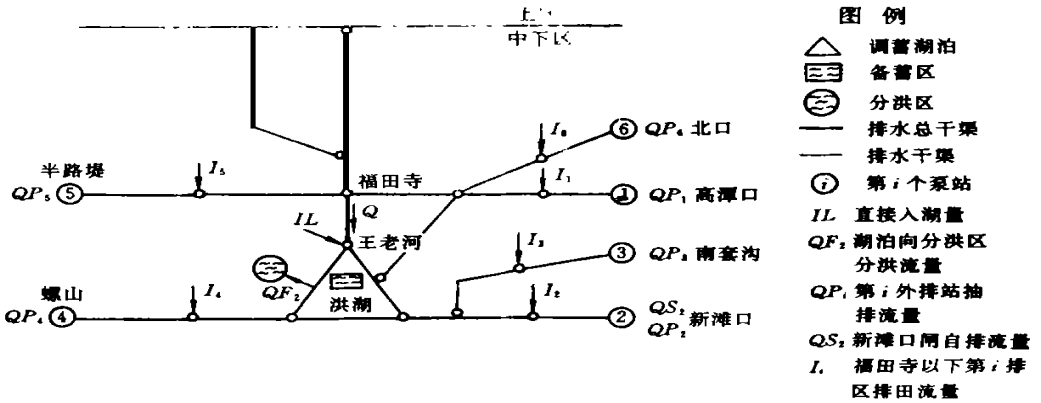 中下区
I₆
⑥ QP₆ 北口
半路堤
I₅
福田寺
I₁
QP₅ ⑤
① QP₁ 高潭口
Q
IL
王老河
I₃
③ QP₃ 南套沟
螺山
I₄
QF₂
洪湖
I₂
QP₄ ④
② QS₂ 新滩口
QP₂
图 例
调蓄湖泊
备蓄区
分洪区
排水总干渠
排水干渠
ⓘ 第 i 个泵站
IL 直接入湖量
QF₂ 湖泊向分洪区
分洪流量
QPᵢ 第 i 外排站抽
排流量
QS₂ 新滩口闸自排流量
Iᵢ 福田寺以下第 i 排
区排田流量